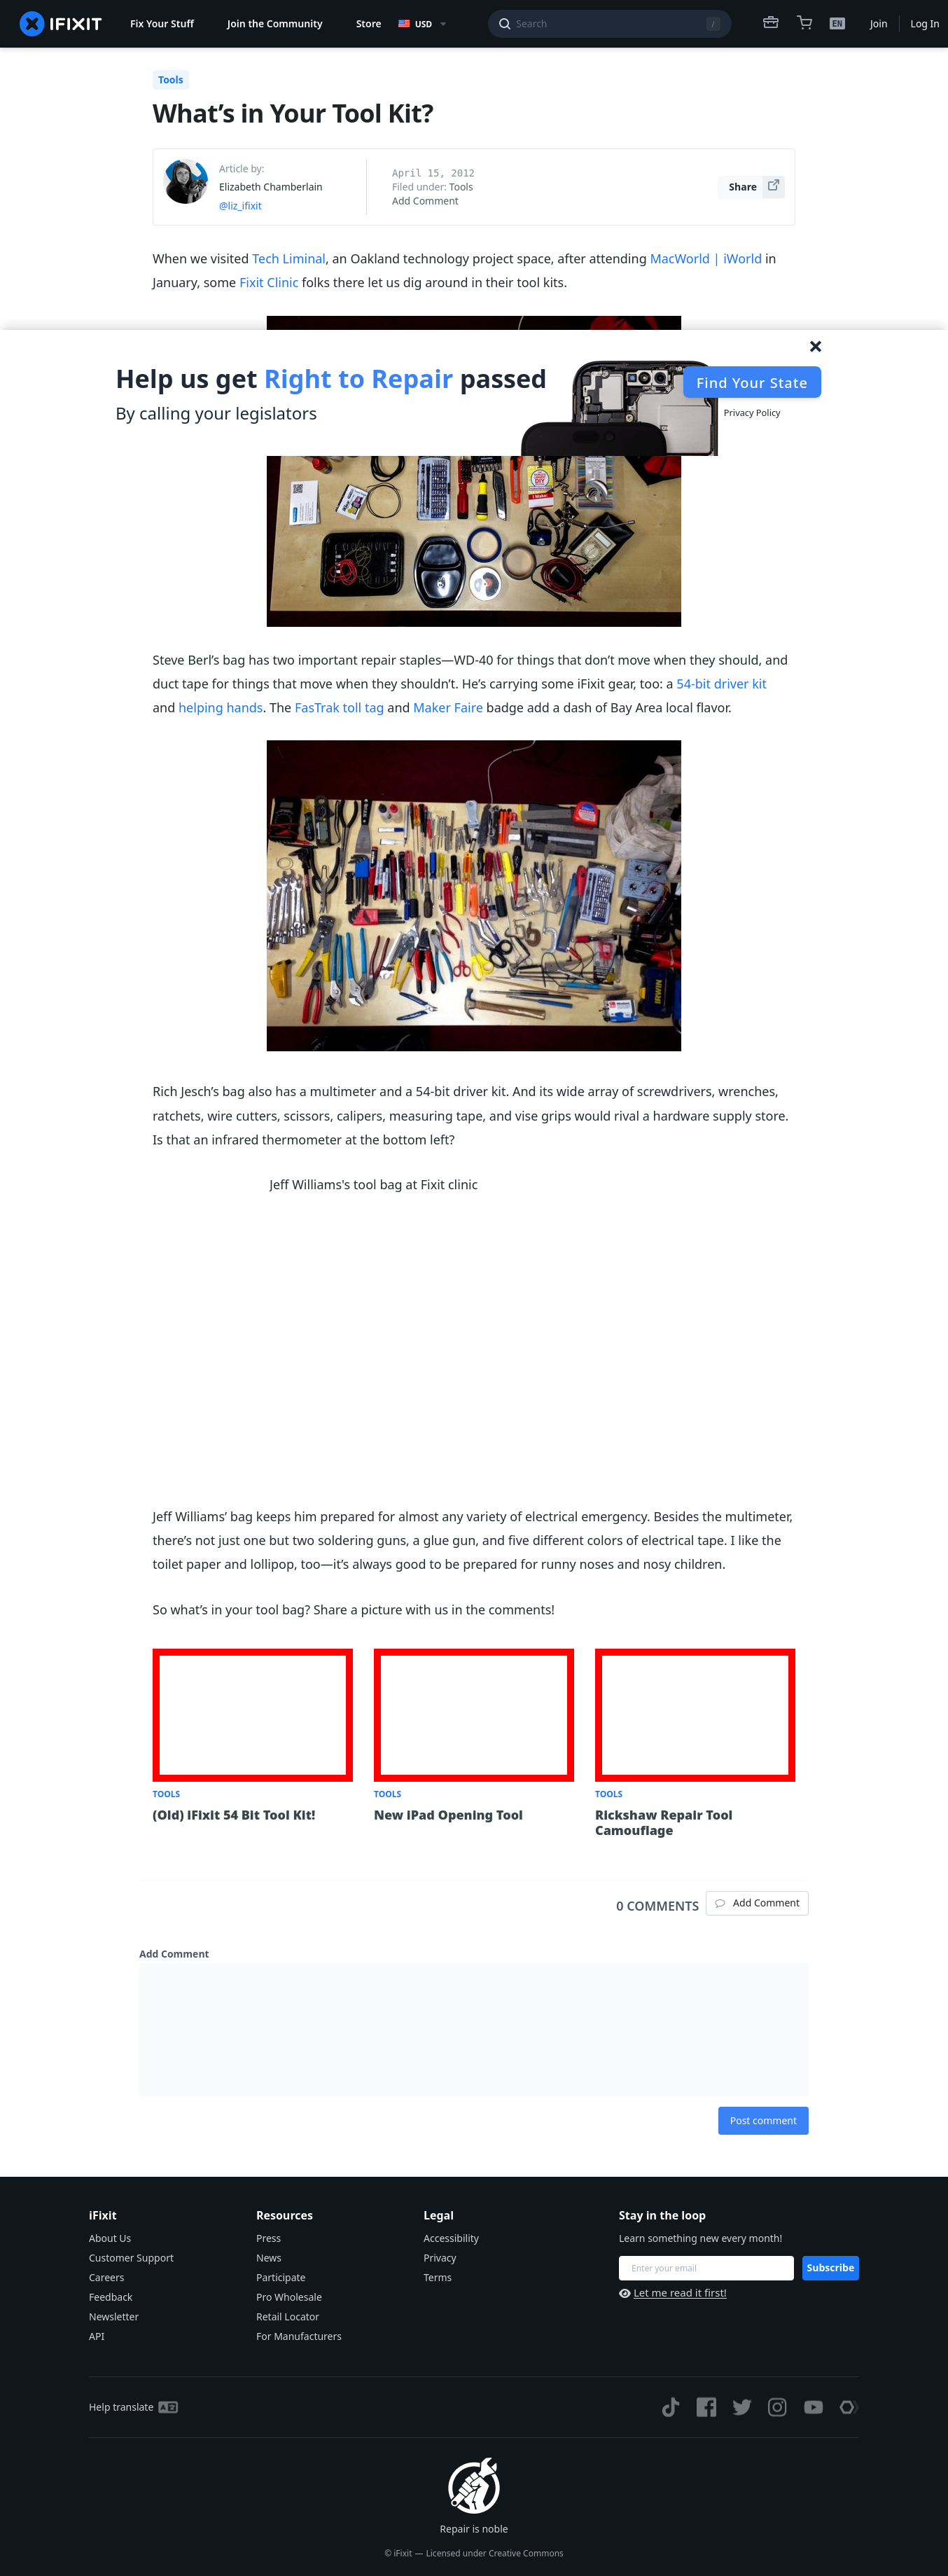 IFIXIT
Fix Your Stuff
Join the Community
Store
USD
Search
/
EN
Join
Log In
Tools
What’s in Your Tool Kit?
Article by:
Elizabeth Chamberlain
@liz_ifixit
April 15, 2012
Filed under: Tools
Add Comment
Share
When we visited Tech Liminal, an Oakland technology project space, after attending MacWorld | iWorld in
January, some Fixit Clinic folks there let us dig around in their tool kits.
Help us get Right to Repair passed
By calling your legislators
Find Your State
Privacy Policy
Steve Berl’s bag has two important repair staples—WD-40 for things that don’t move when they should, and
duct tape for things that move when they shouldn’t. He’s carrying some iFixit gear, too: a 54-bit driver kit
and helping hands. The FasTrak toll tag and Maker Faire badge add a dash of Bay Area local flavor.
Rich Jesch’s bag also has a multimeter and a 54-bit driver kit. And its wide array of screwdrivers, wrenches,
ratchets, wire cutters, scissors, calipers, measuring tape, and vise grips would rival a hardware supply store.
Is that an infrared thermometer at the bottom left?
Jeff Williams's tool bag at Fixit clinic
Jeff Williams’ bag keeps him prepared for almost any variety of electrical emergency. Besides the multimeter,
there’s not just one but two soldering guns, a glue gun, and five different colors of electrical tape. I like the
toilet paper and lollipop, too—it’s always good to be prepared for runny noses and nosy children.
So what’s in your tool bag? Share a picture with us in the comments!
TOOLS
(Old) iFixit 54 Bit Tool Kit!
TOOLS
New iPad Opening Tool
TOOLS
Rickshaw Repair Tool
Camouflage
0 COMMENTS
Add Comment
Add Comment
Post comment
iFixit
About Us
Customer Support
Careers
Feedback
Newsletter
API
Resources
Press
News
Participate
Pro Wholesale
Retail Locator
For Manufacturers
Legal
Accessibility
Privacy
Terms
Stay in the loop
Learn something new every month!
Enter your email
Subscribe
Let me read it first!
Help translate
Repair is noble
© iFixit — Licensed under Creative Commons